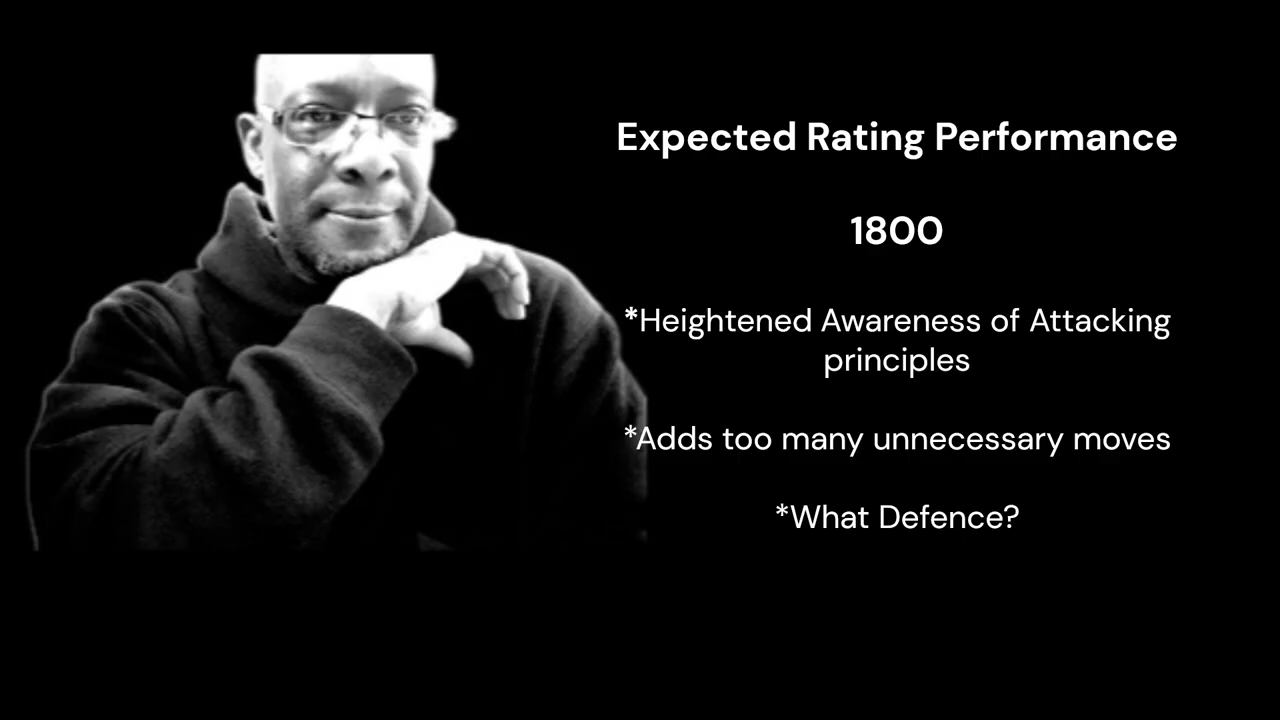 Expected Rating Performance
1800
*Heightened Awareness of Attacking
principles
*Adds too many unnecessary moves
*What Defence?